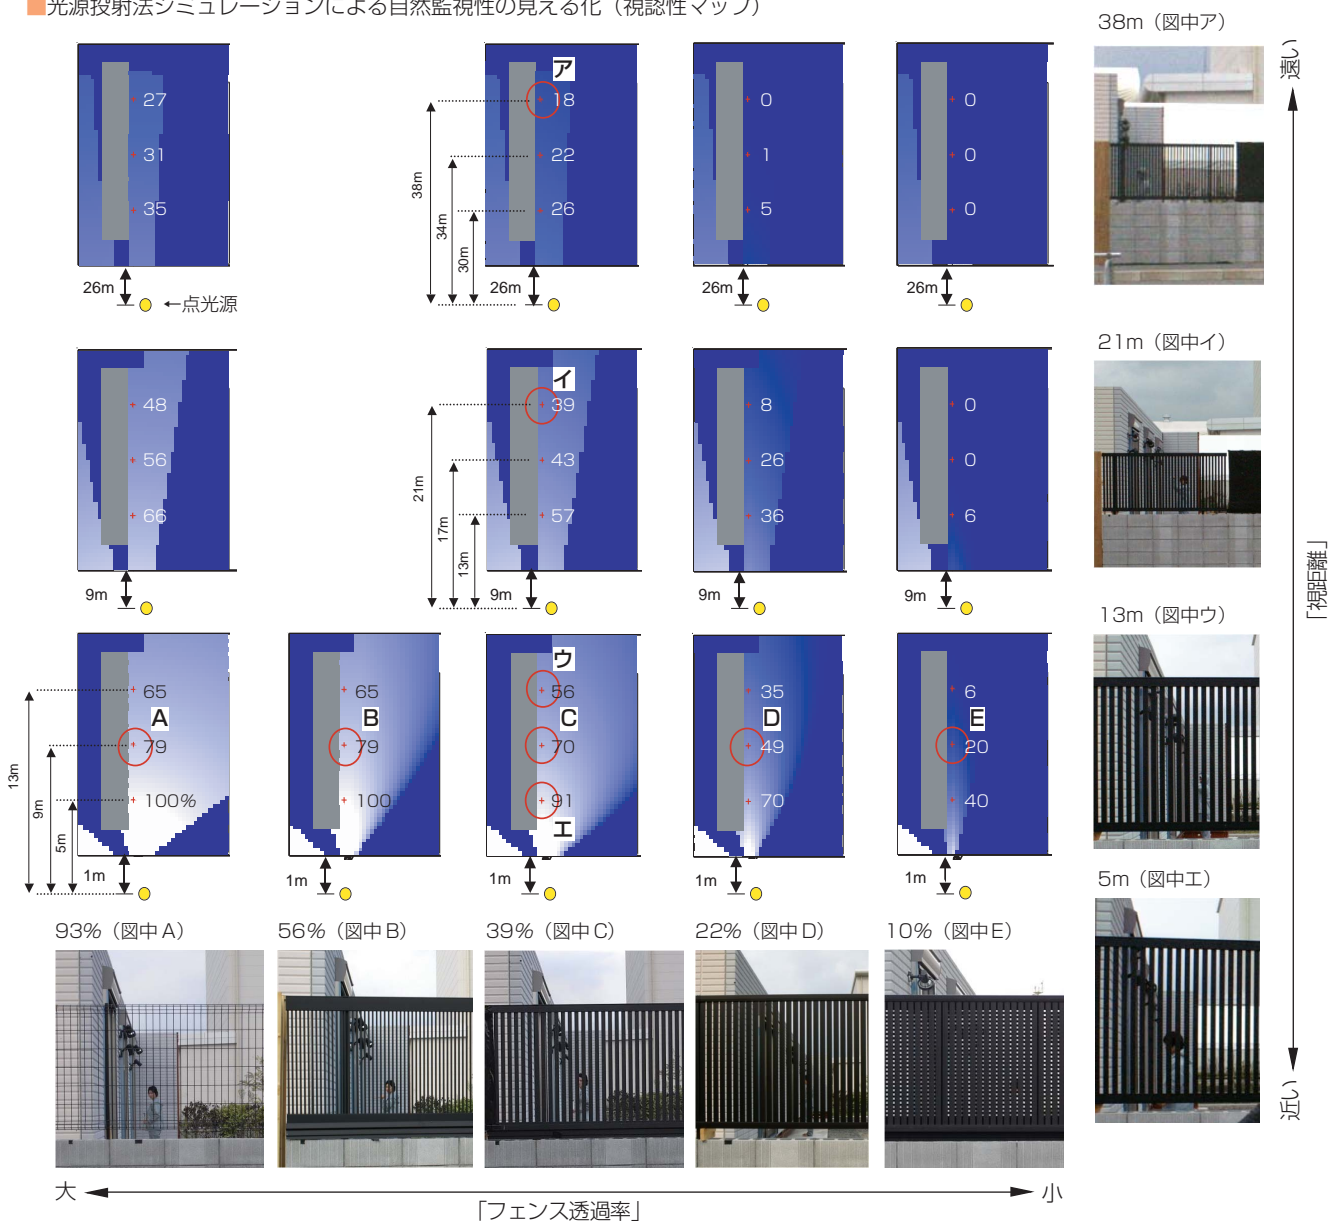 ■光源投射法シミュレーションによる自然監視性の見える化（視認性マップ）
38m（図中ア）
遠い
27
31
35
26m
←点光源
ア
18
22
26
38m
34m
30m
26m
0
1
5
26m
0
0
0
26m
21m（図中イ）
48
56
66
9m
イ
39
43
57
21m
17m
13m
9m
8
26
36
9m
0
0
6
9m
「視距離」
13m（図中ウ）
65
A
79
100%
13m
9m
5m
1m
65
B
79
100
1m
ウ
56
C
70
91
エ
1m
35
D
49
70
1m
6
E
20
40
1m
5m（図中エ）
近い
93%（図中A）
56%（図中B）
39%（図中C）
22%（図中D）
10%（図中E）
大
小
「フェンス透過率」